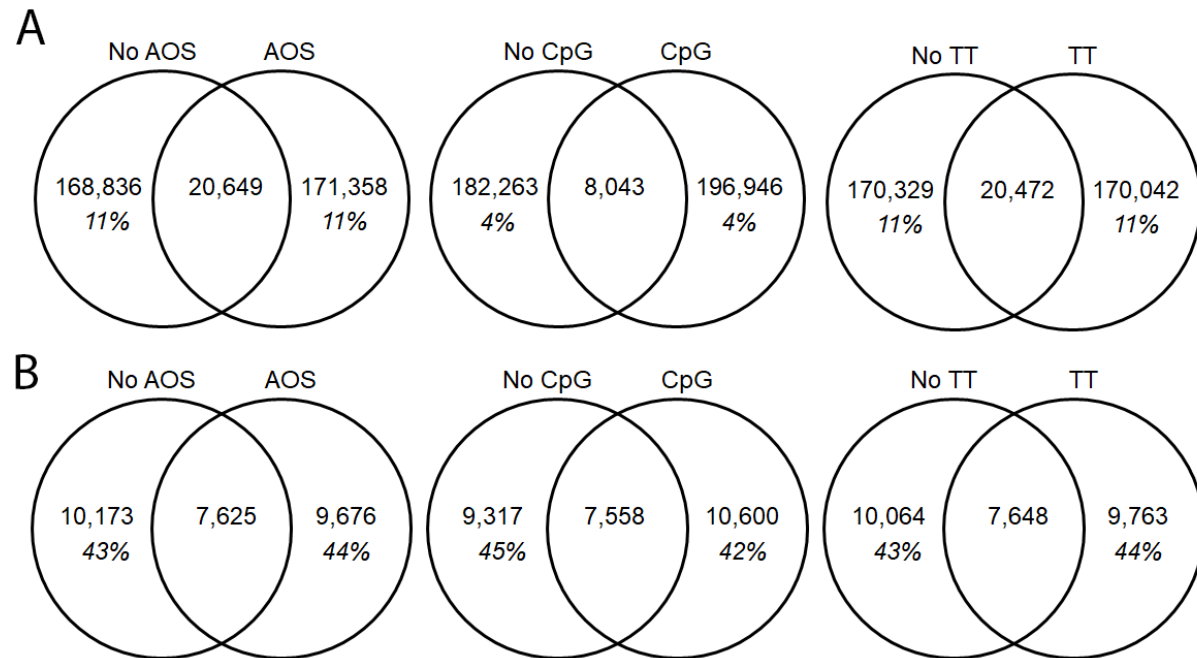 A
No AOS AOS No CpG CpG No TT TT
168,836 20,649 171,358 182,263 8,043 196,946 170,329 20,472 170,042
11% 11% 4% 4% 11% 11%
B
No AOS AOS No CpG CpG No TT TT
10,173 7,625 9,676 9,317 7,558 10,600 10,064 7,648 9,763
43% 44% 45% 42% 43% 44%